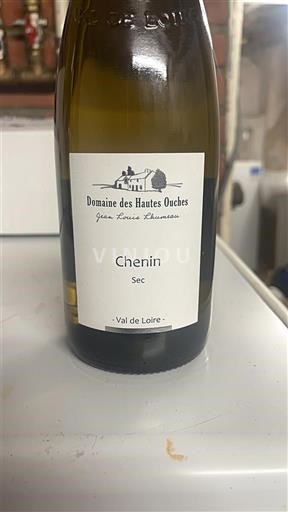 Domaine des Hautes Ouches
Jean Louis Lhumeau
VINIOU
Chenin
Sec
- Val de Loire -